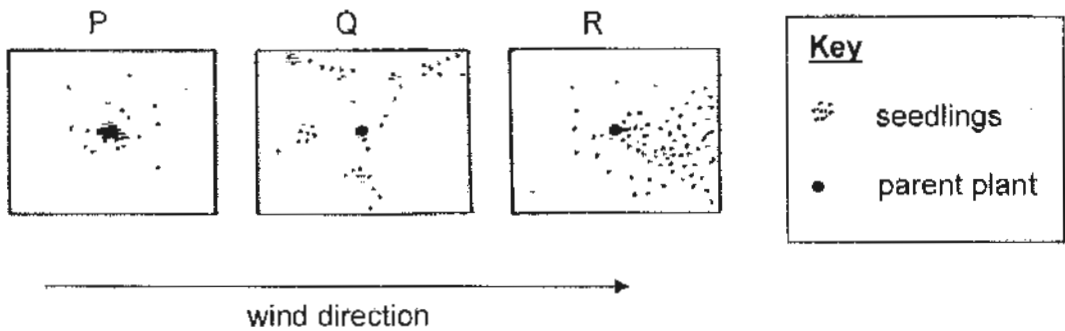 P
Q
R
Key
seedlings
parent plant
wind direction